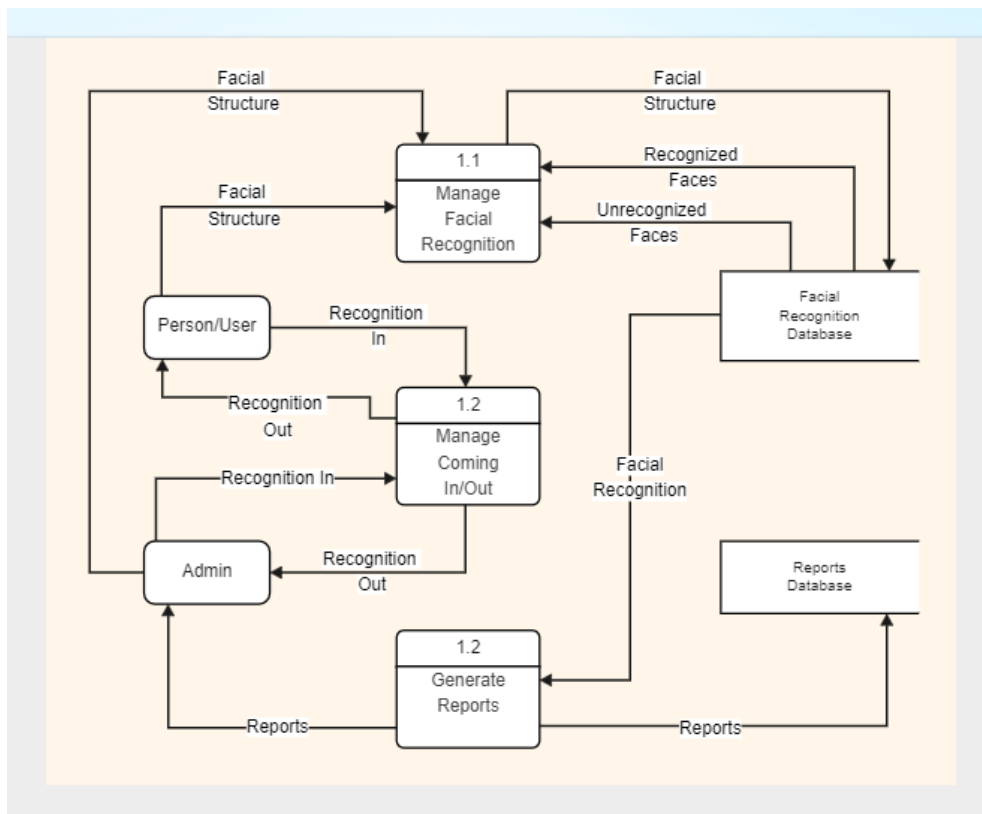 Facial
Structure
Facial
Structure
1.1
Manage
Facial
Recognition
Recognized
Faces
Facial
Structure
Unrecognized
Faces
Facial
Recognition
Database
Person/User
Recognition
In
Recognition
Out
1.2
Manage
Coming
In/Out
Facial
Recognition
Recognition In
Admin
Recognition
Out
Reports
Database
1.2
Generate
Reports
Reports
Reports